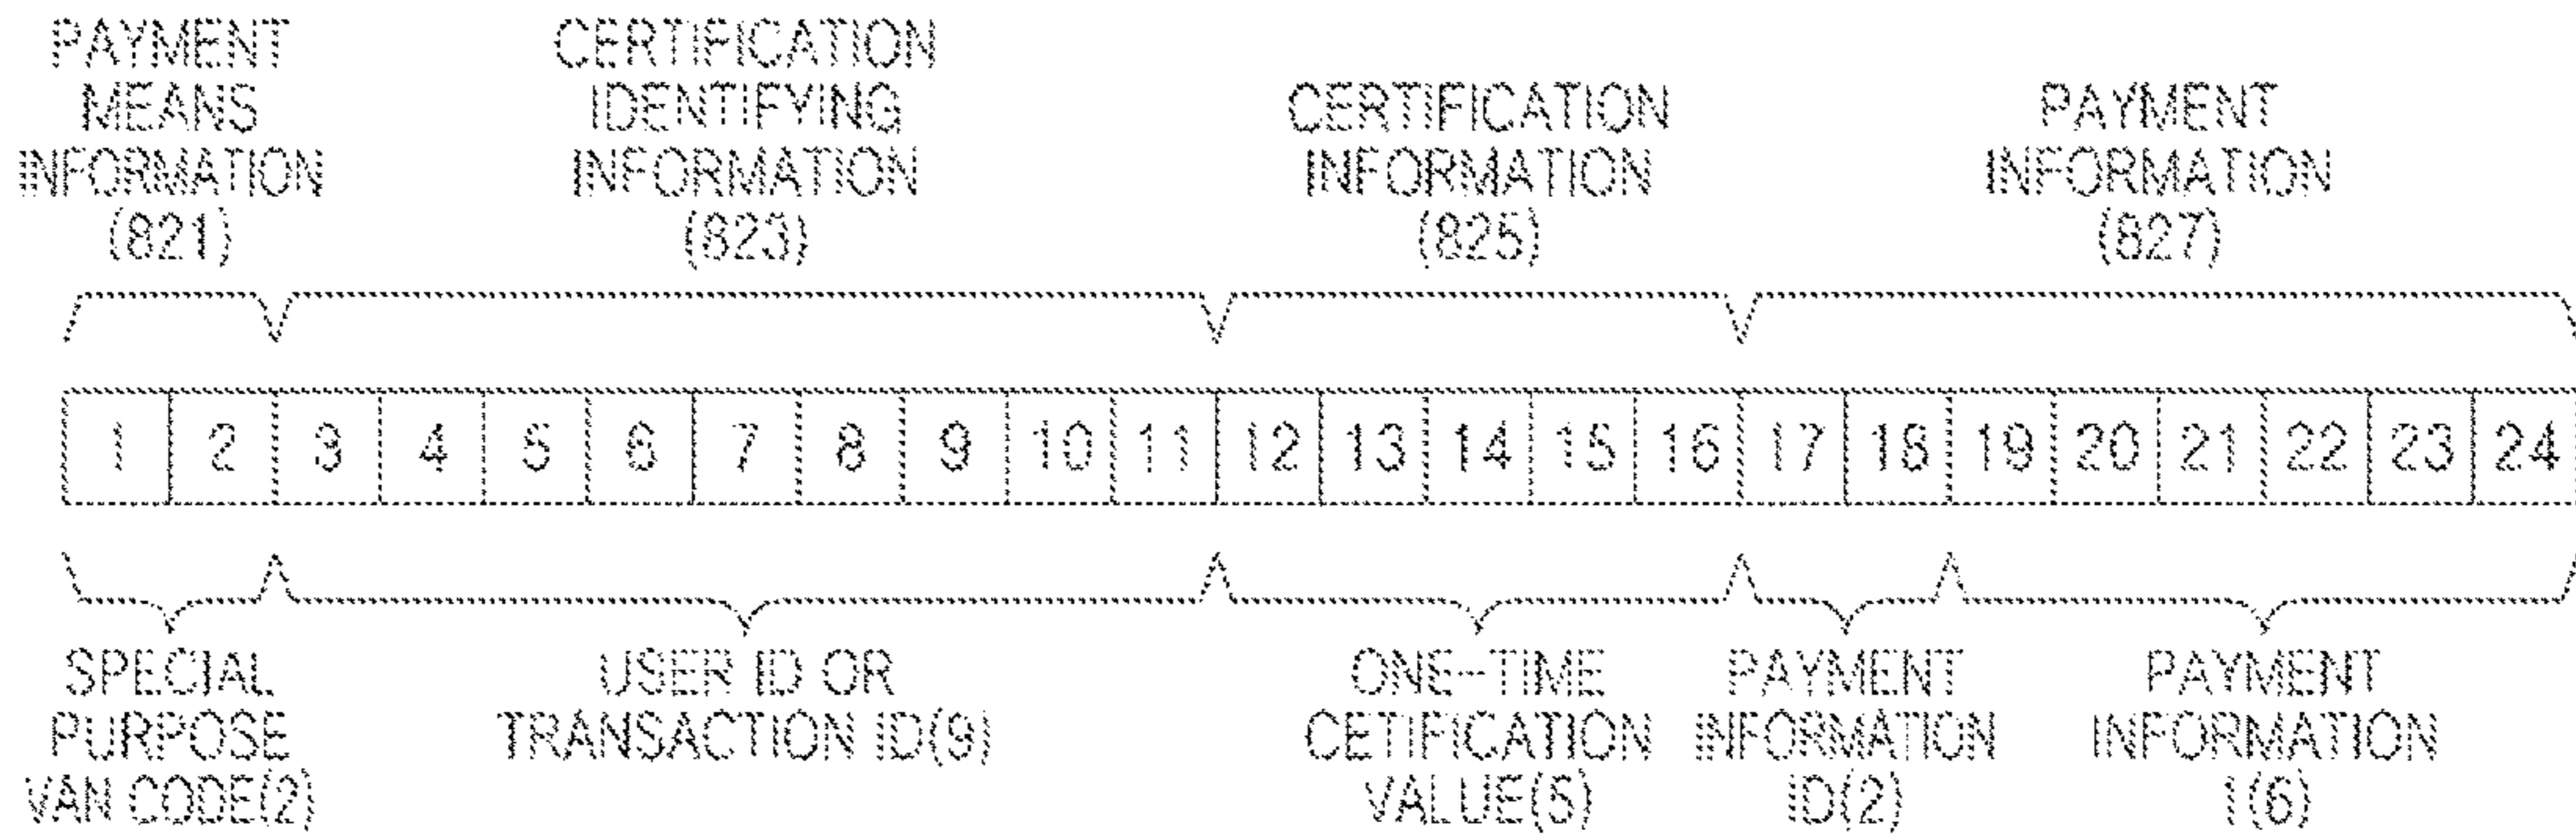 PAYMENT
MEANS
INFORMATION
(821)
CERTIFICATION
IDENTIFYING
INFORMATION
(823)
CERTIFICATION
INFORMATION
(825)
PAYMENT
INFORMATION
(827)
1 2 3 4 5 6 7 8 9 10 11 12 13 14 15 16 17 18 19 20 21 22 23 24
SPECIAL
PURPOSE
VAN CODE(2)
USER ID OR
TRANSACTION ID(9)
ONE-TIME
CETIFICATION
VALUE(5)
PAYMENT
INFORMATION
ID(2)
PAYMENT
INFORMATION
1(6)